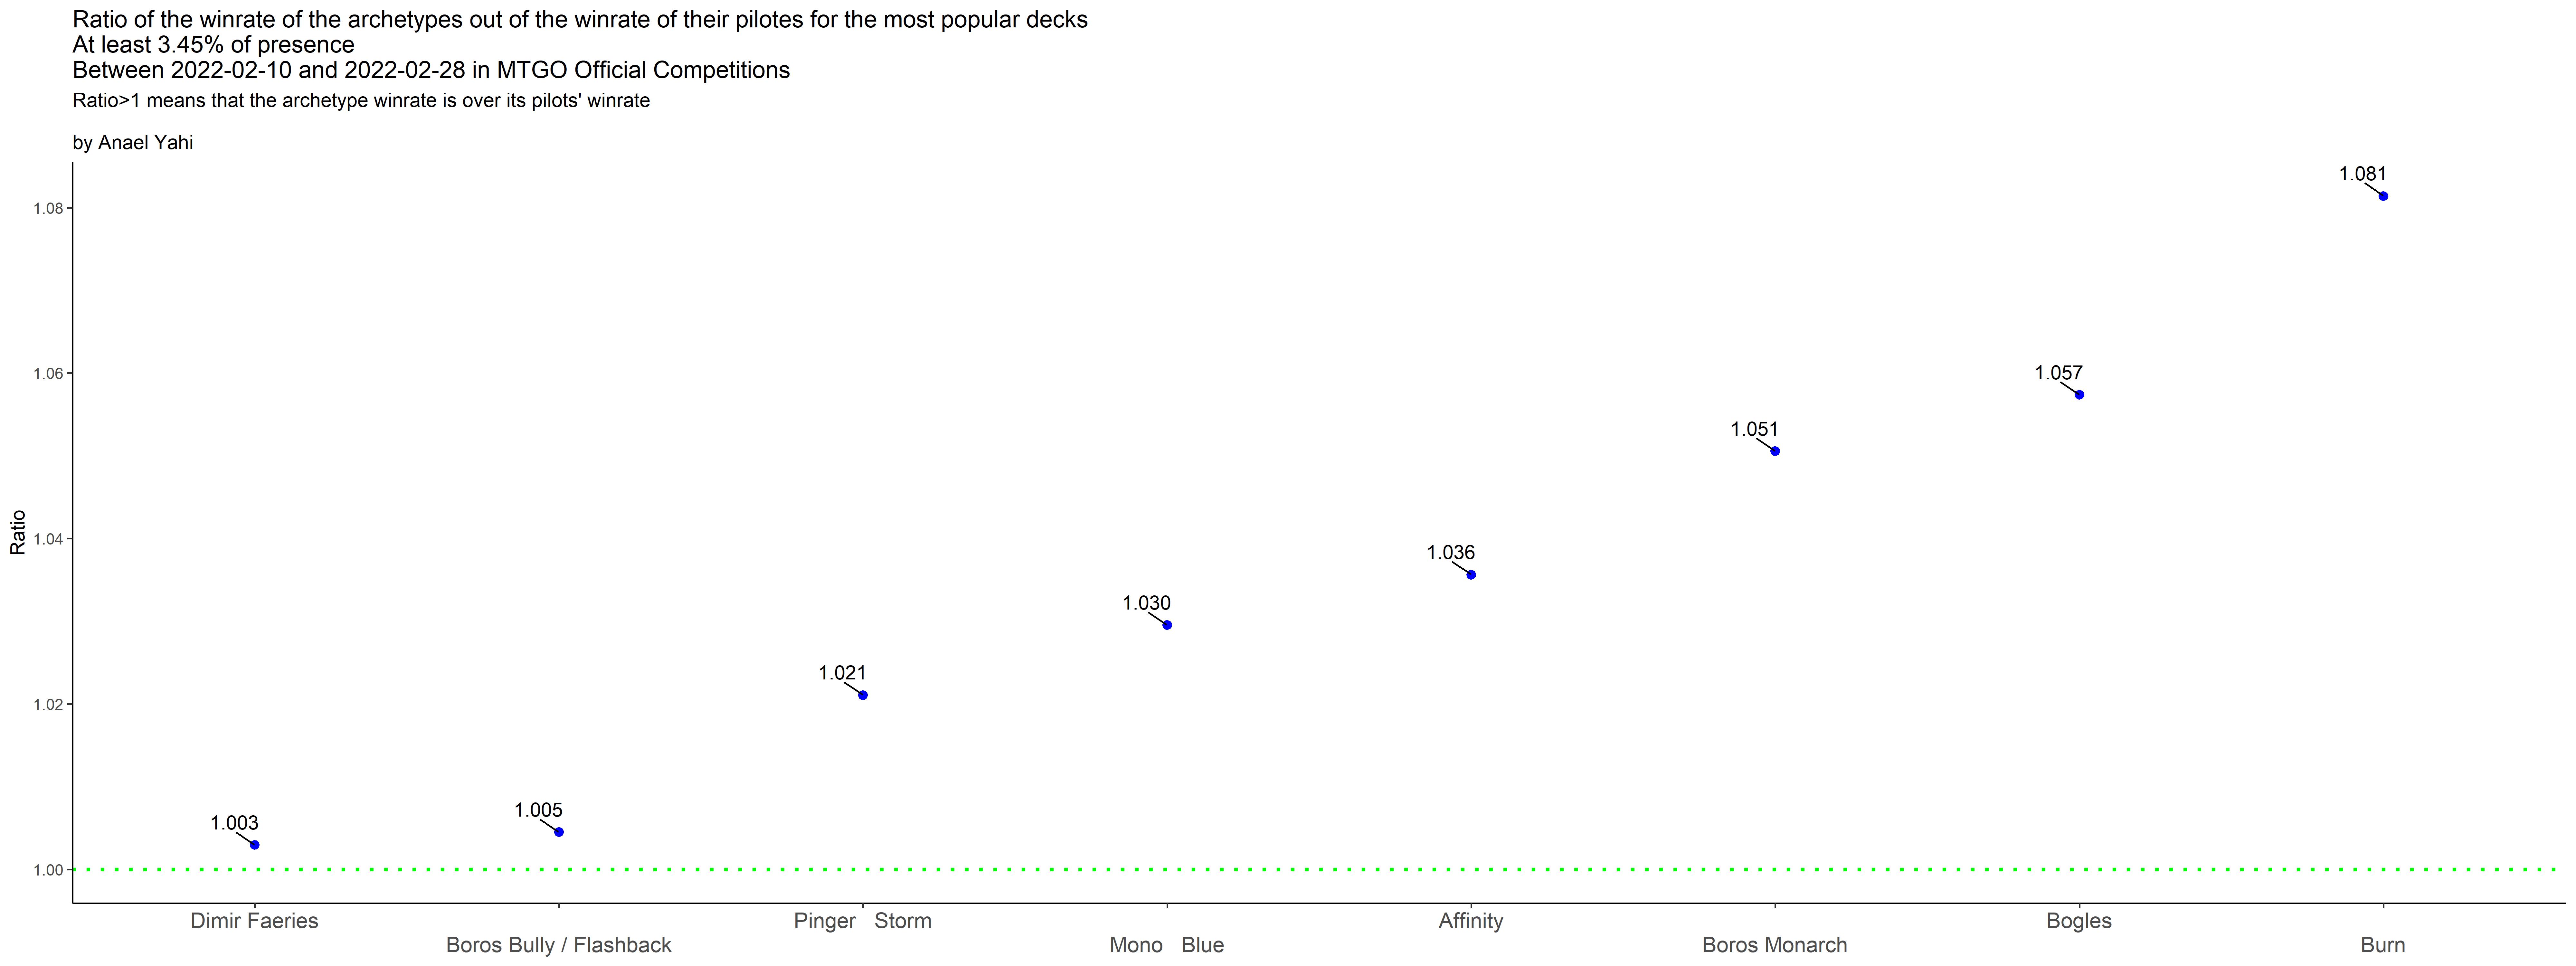 Ratio of the winrate of the archetypes out of the winrate of their pilotes for the most popular decks
At least 3.45% of presence
Between 2022-02-10 and 2022-02-28 in MTGO Official Competitions
Ratio>1 means that the archetype winrate is over its pilots' winrate
by Anael Yahi
1.081
1.08
1.057
1.06
1.051
Ratio
1.04
1.036
1.030
1.021
1.02
1.005
1.003
1.00
Dimir Faeries
Boros Bully / Flashback
Pinger Storm
Mono Blue
Affinity
Boros Monarch
Bogles
Burn